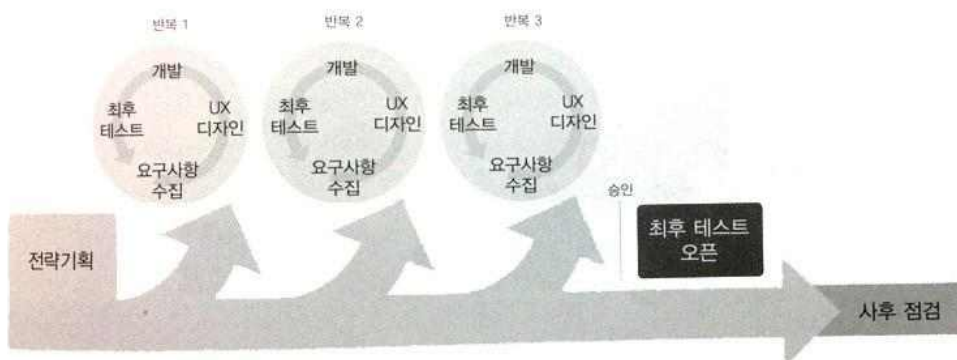 반복 1
반복 2
반복 3
개발
최후
테스트
UX
디자인
요구사항
수집
개발
최후
테스트
UX
디자인
요구사항
수집
개발
최후
테스트
UX
디자인
요구사항
수집
전략기획
승인
최후 테스트
오픈
사후 점검